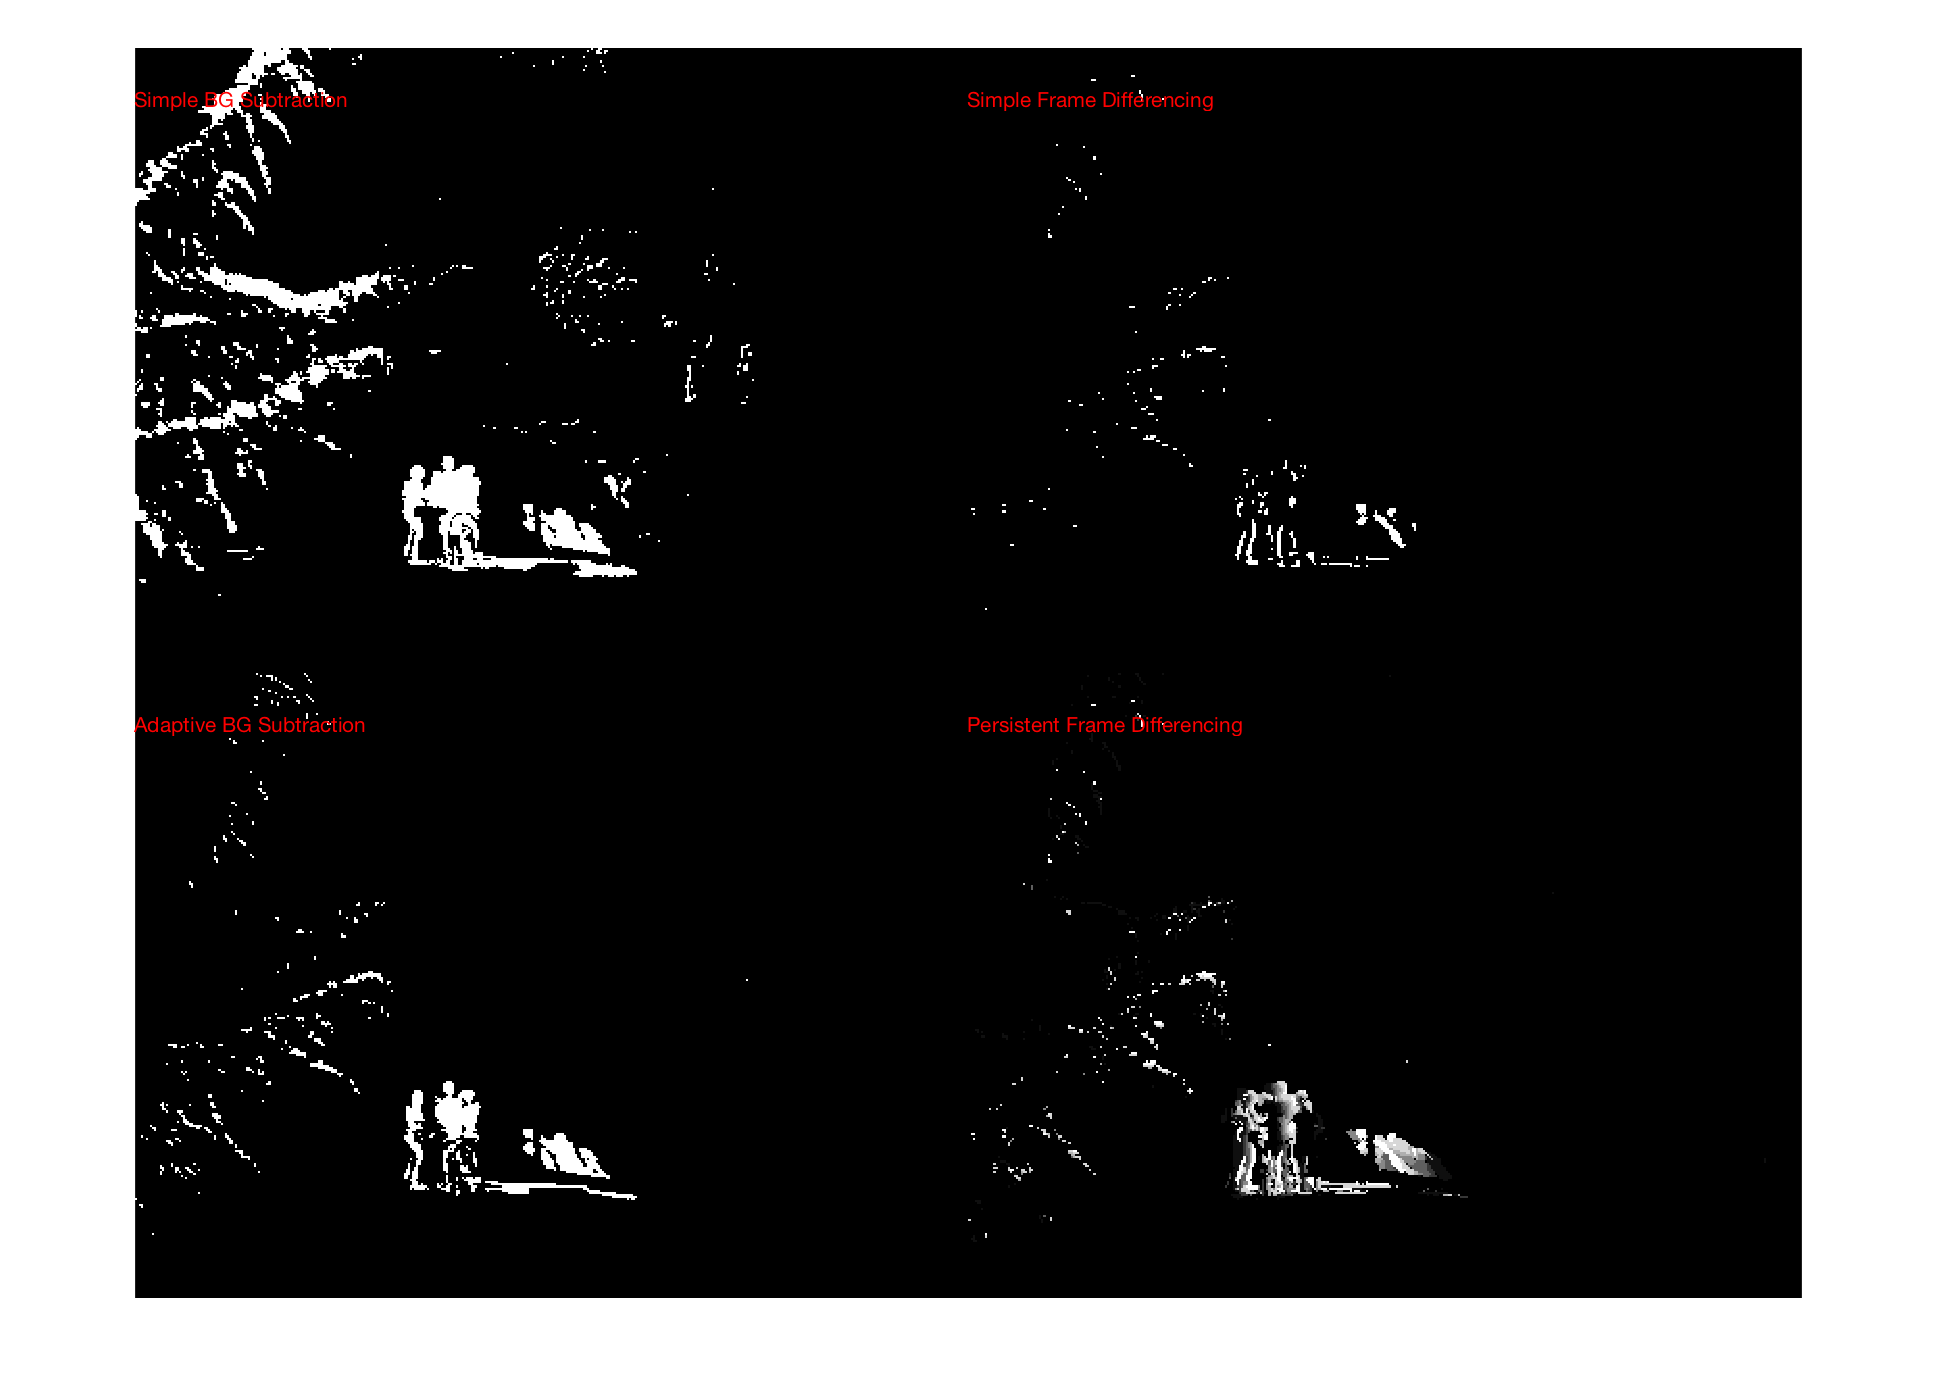 Simple BG Subtraction
Simple Frame Differencing
Adaptive BG Subtraction
Persistent Frame Differencing